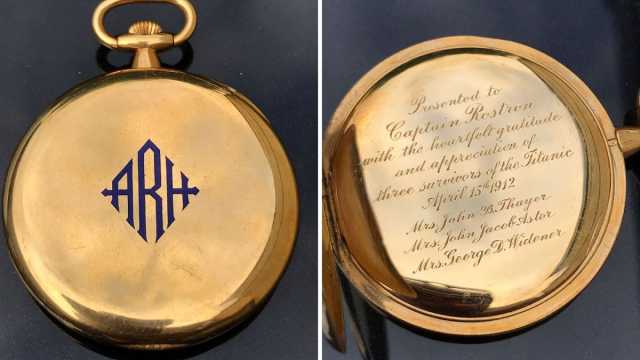 ARH
Presented to
Captain Rostron
with the heartfelt gratitude
and appreciation of
three survivors of the Titanic
April 15th 1912
Mrs. John B. Thayer
Mrs. John Jacob Astor
Mrs. George D. Widener